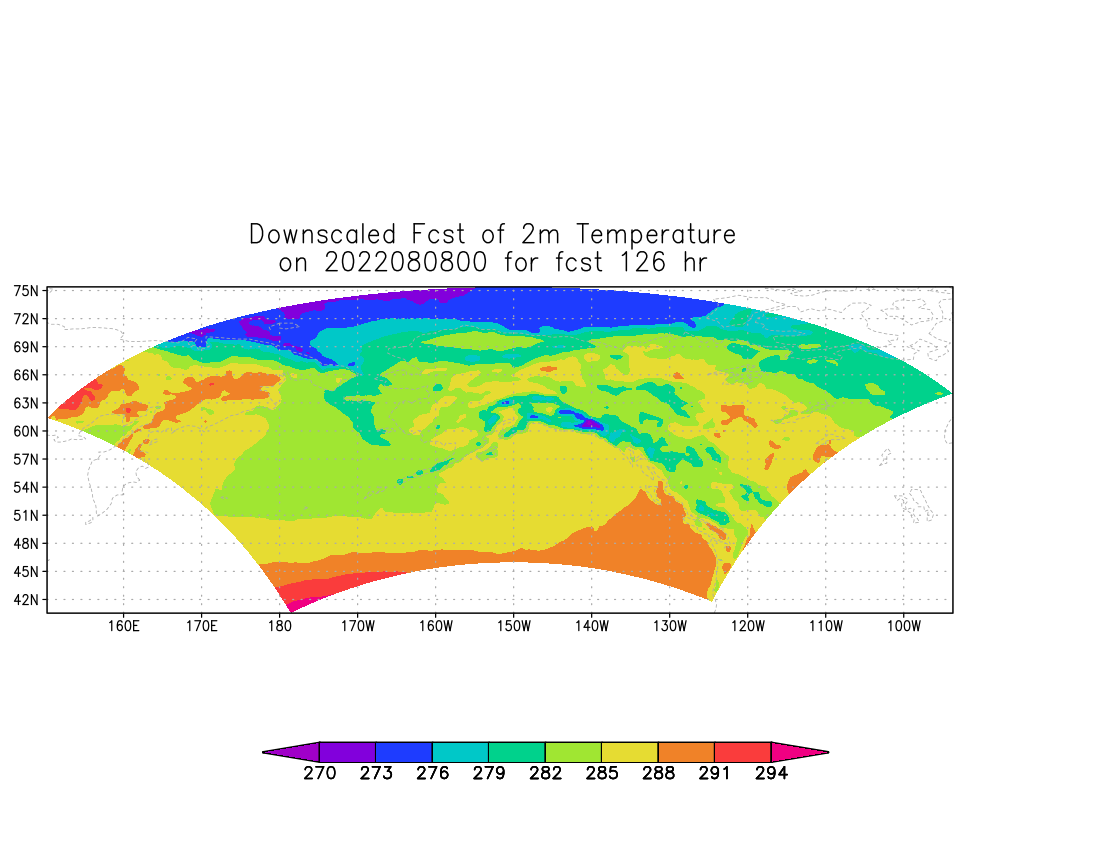 Downscaled Fcst of 2m Temperature
on 2022080800 for fcst 126 hr
75N
72N
69N
66N
63N
60N
57N
54N
51N
48N
45N
42N
160E 170E 180 170W 160W 150W 140W 130W 120W 110W 100W
270 273 276 279 282 285 288 291 294